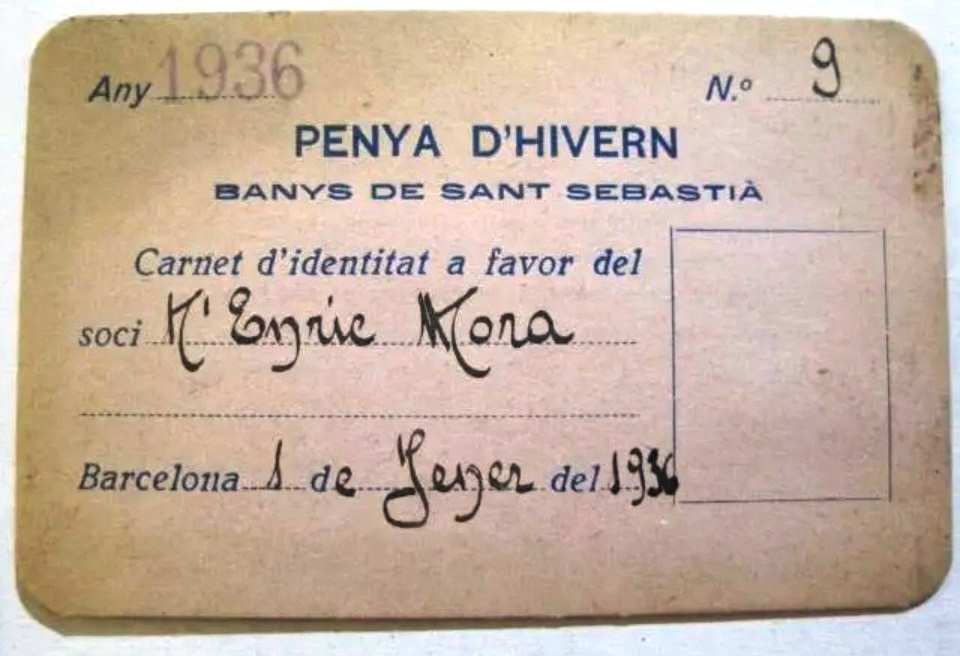 Any 1936 N.º 9
PENYA D'HIVERN
BANYS DE SANT SEBASTIÀ
Carnet d'identitat a favor del
soci N' Enric Mora
Barcelona 1 de Jener del 1936